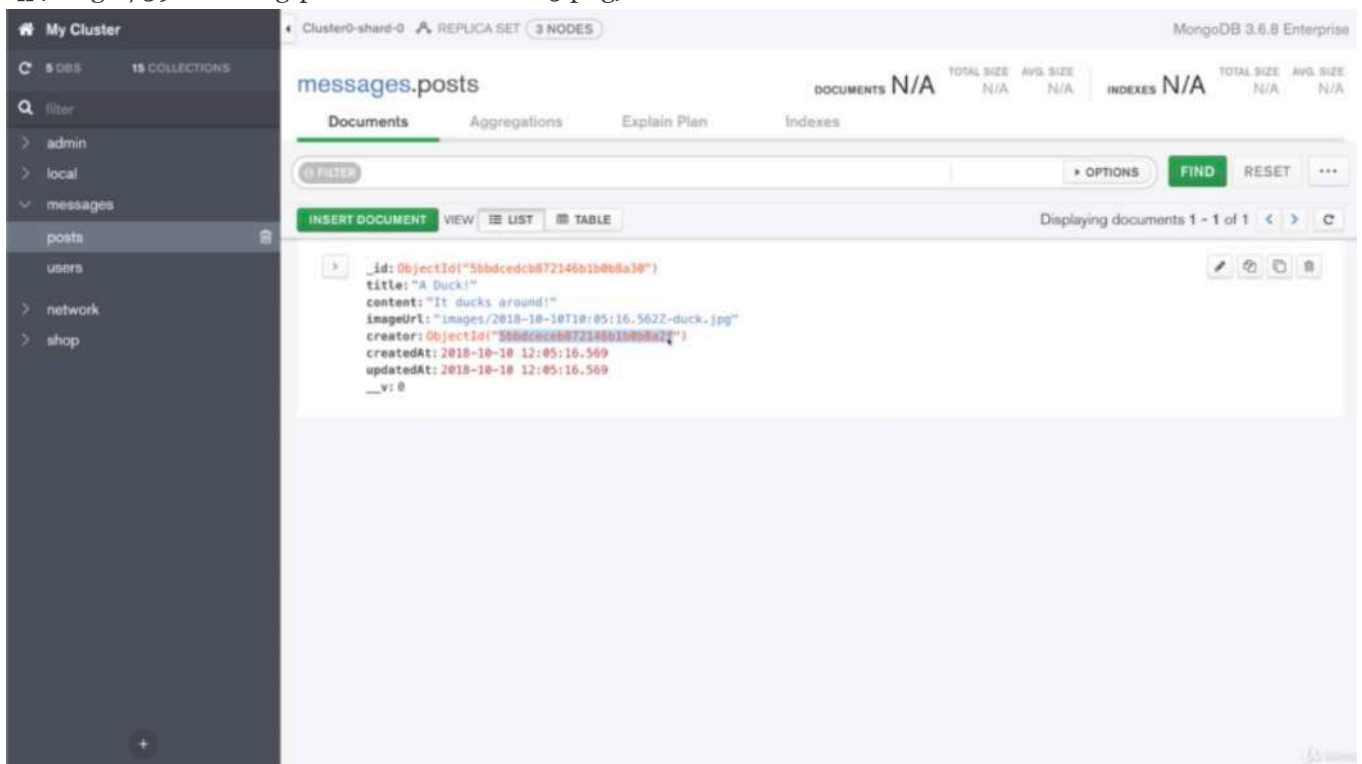 My Cluster
5 DBS 15 COLLECTIONS
filter
admin
local
messages
posts
users
network
shop
Cluster0-shard-0 REPLICA SET 3 NODES
MongoDB 3.6.8 Enterprise
messages.posts
DOCUMENTS N/A TOTAL SIZE N/A AVG. SIZE N/A INDEXES N/A TOTAL SIZE N/A AVG. SIZE N/A
Documents Aggregations Explain Plan Indexes
FILTER OPTIONS FIND RESET ...
INSERT DOCUMENT VIEW LIST TABLE Displaying documents 1 - 1 of 1
_id: ObjectId("5bbdcedcb872146b1b0b8a30")
title: "A Duck!"
content: "It ducks around!"
imageUrl: "images/2018-10-10T10:05:16.562Z-duck.jpg"
creator: ObjectId("5bbdceceb872146b1b0b8a2f")
createdAt: 2018-10-10 12:05:16.569
updatedAt: 2018-10-10 12:05:16.569
__v: 0